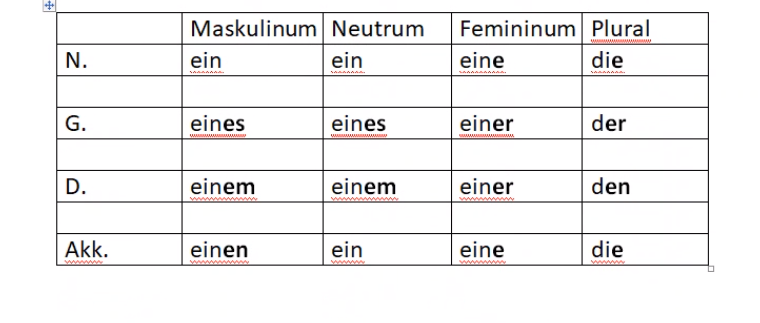 Maskulinum Neutrum Femininum Plural
N. ein ein eine die
G. eines eines einer der
D. einem einem einer den
Akk. einen ein eine die